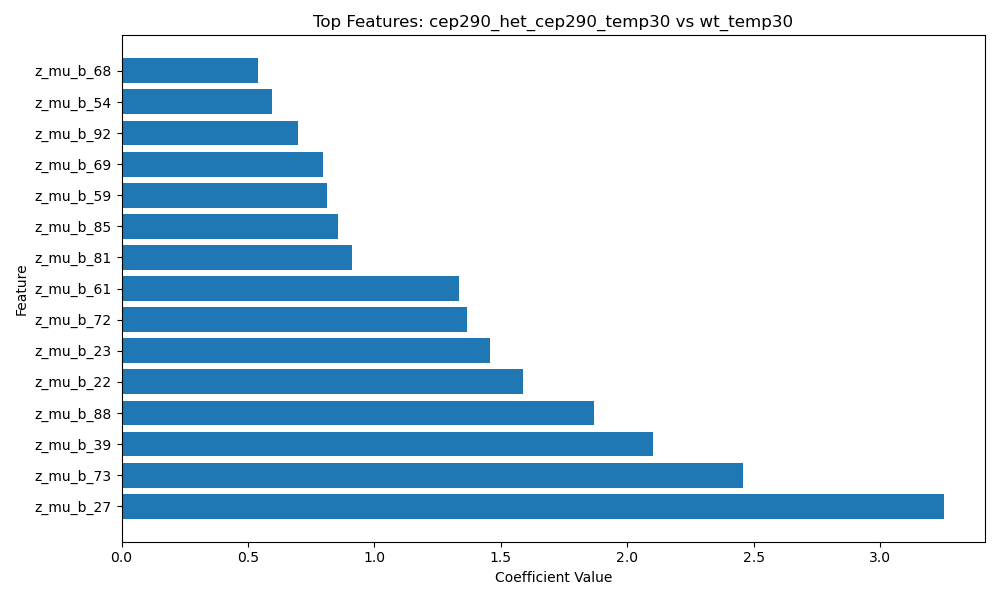 Top Features: cep290_het_cep290_temp30 vs wt_temp30
Feature
z_mu_b_68
z_mu_b_54
z_mu_b_92
z_mu_b_69
z_mu_b_59
z_mu_b_85
z_mu_b_81
z_mu_b_61
z_mu_b_72
z_mu_b_23
z_mu_b_22
z_mu_b_88
z_mu_b_39
z_mu_b_73
z_mu_b_27
0.0 0.5 1.0 1.5 2.0 2.5 3.0
Coefficient Value